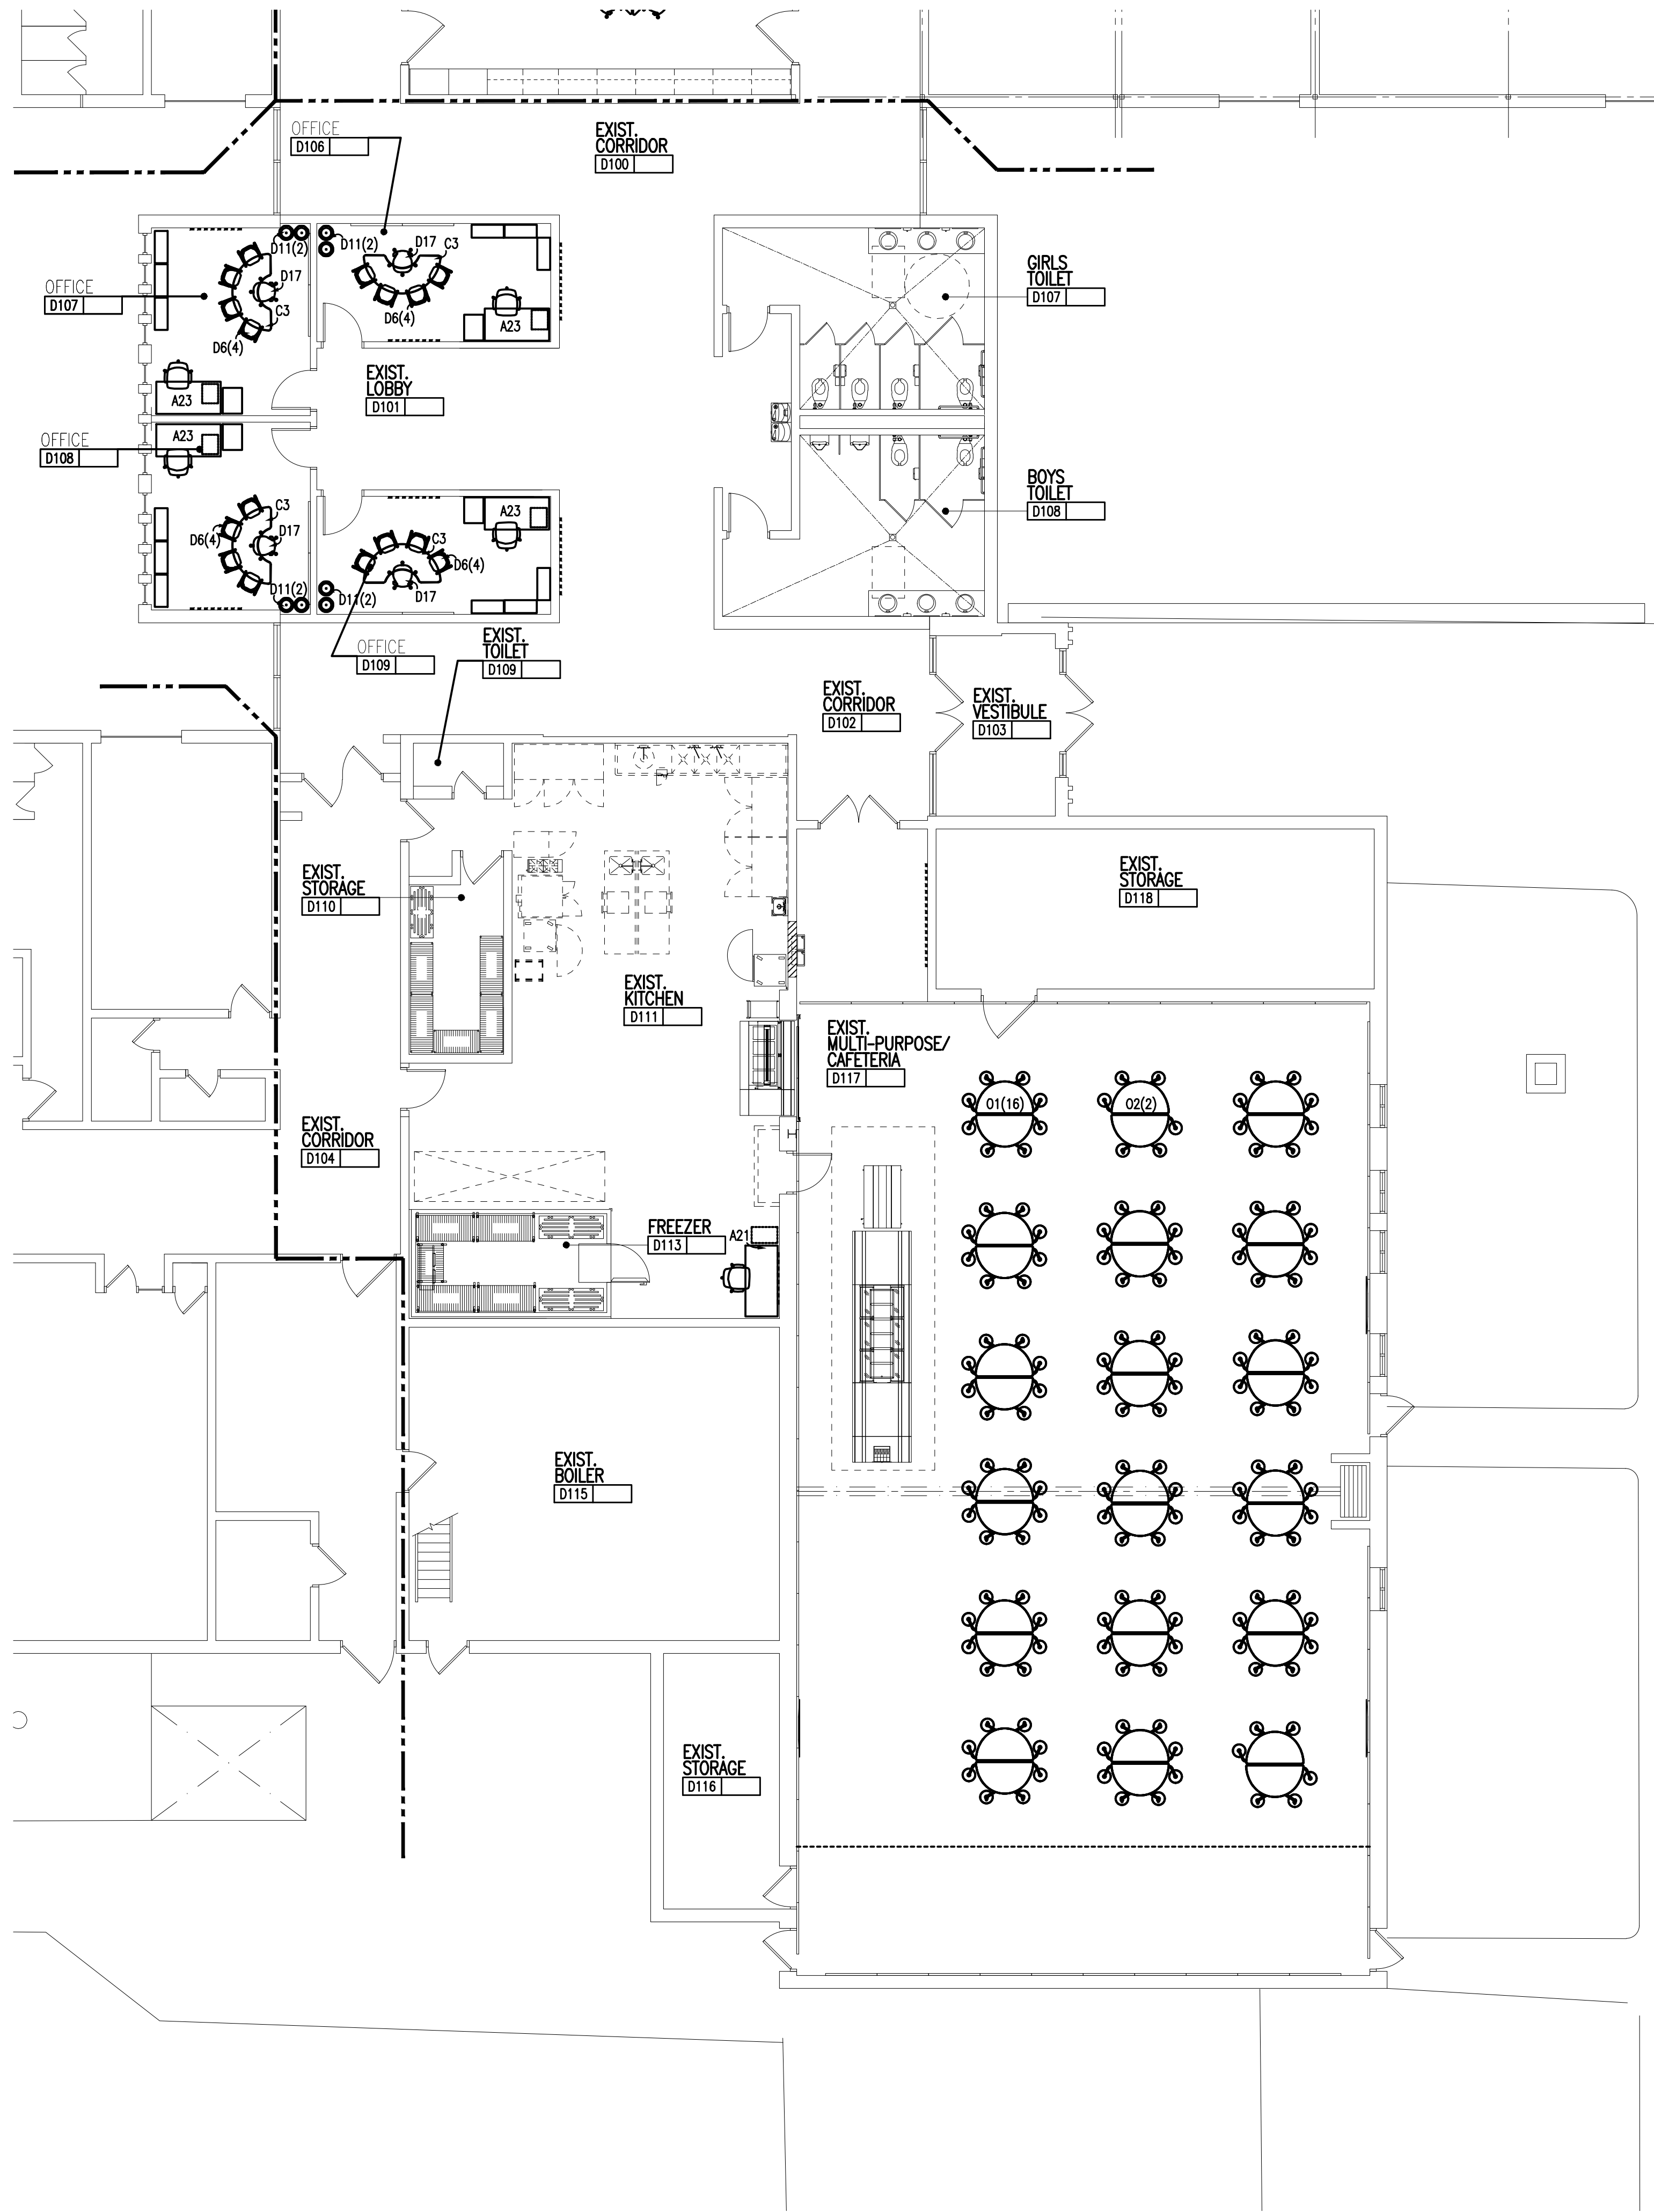 OFFICE
D106
EXIST.
CORRIDOR
D100
D11(2)
D11(2)
D17
C3
D17
C3
D6(4)
D6(4)
A23
OFFICE
D107
GIRLS
TOILET
D107
EXIST.
LOBBY
D101
A23
A23
OFFICE
D108
BOYS
TOILET
D108
C3
D6(4)
D17
D11(2)
A23
C3
D6(4)
D17
D11(2)
OFFICE
D109
EXIST.
TOILET
D109
EXIST.
CORRIDOR
D102
EXIST.
VESTIBULE
D103
EXIST.
STORAGE
D110
EXIST.
STORAGE
D118
EXIST.
KITCHEN
D111
EXIST.
MULTI-PURPOSE/
CAFETERIA
D117
O1(16)
O2(2)
EXIST.
CORRIDOR
D104
FREEZER
D113
A21
EXIST.
BOILER
D115
EXIST.
STORAGE
D116